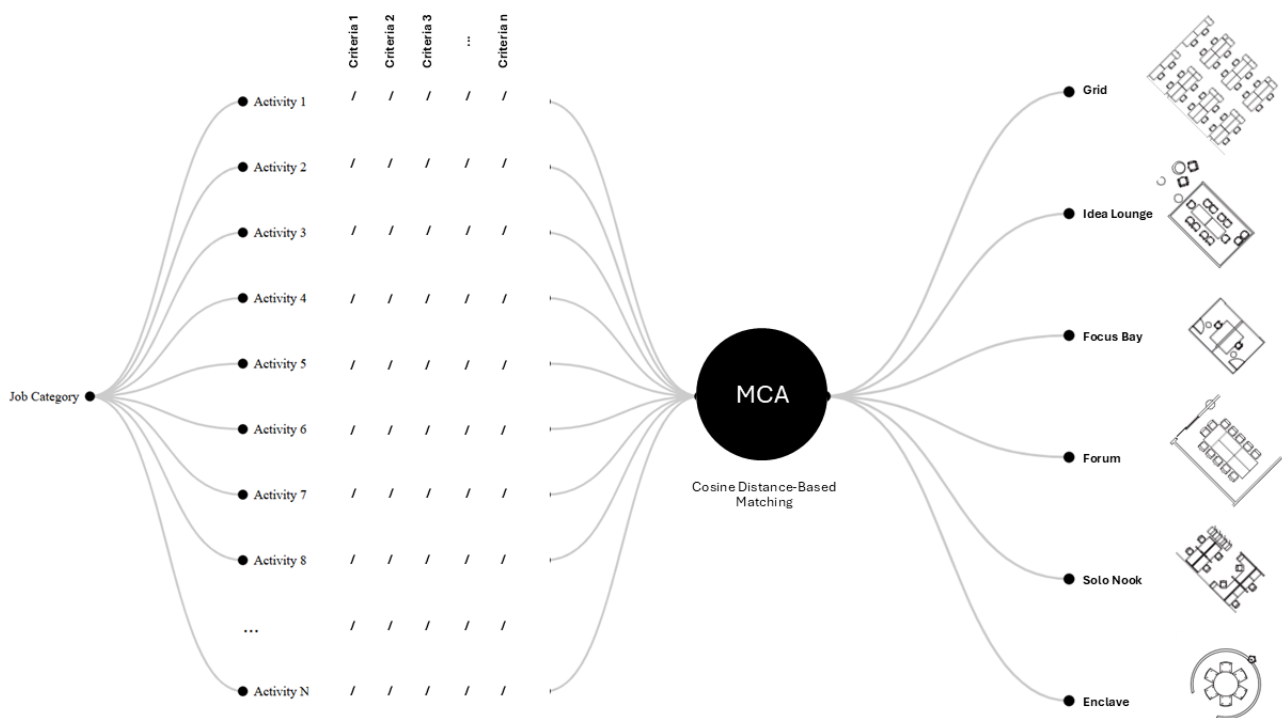 Criteria 1
Criteria 2
Criteria 3
...
Criteria n
Activity 1 / / / / /
Activity 2 / / / / /
Activity 3 / / / / /
Activity 4 / / / / /
Activity 5 / / / / /
Activity 6 / / / / /
Activity 7 / / / / /
Activity 8 / / / / /
... / / / / /
Activity N / / / / /
Job Category
MCA
Cosine Distance-Based
Matching
Grid
Idea Lounge
Focus Bay
Forum
Solo Nook
Enclave